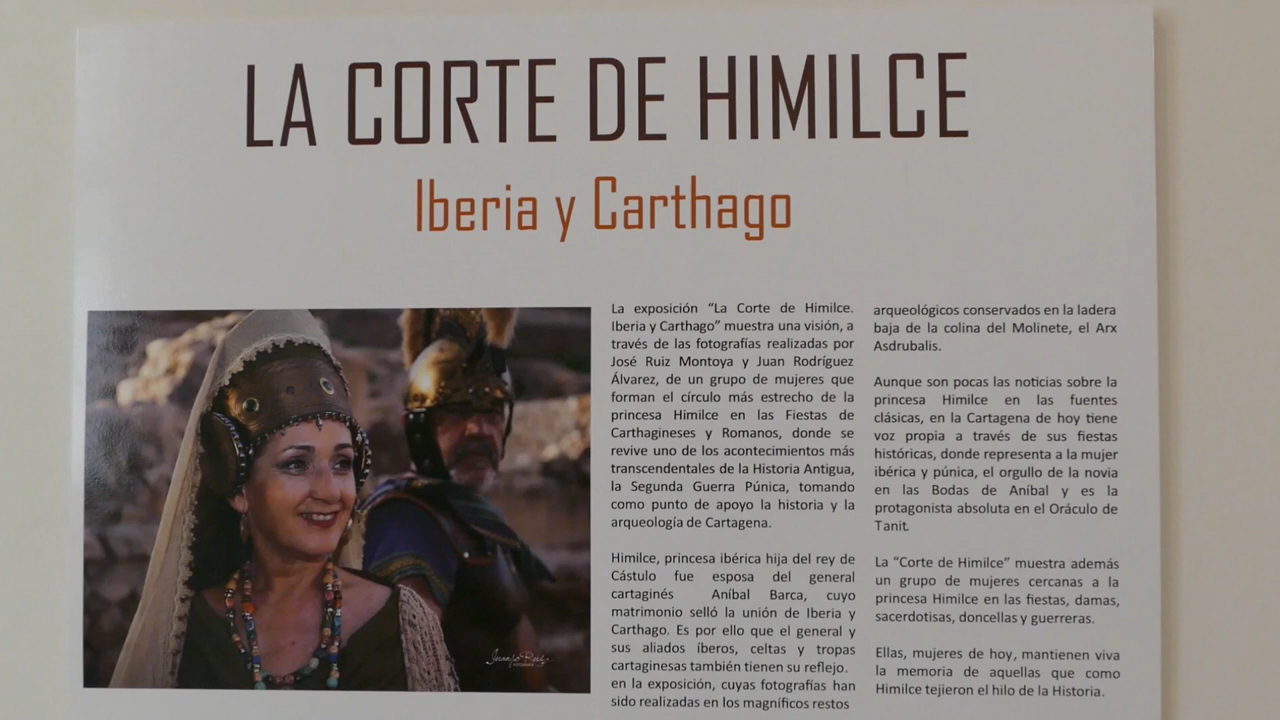 LA CORTE DE HIMILCE
Iberia y Carthago
La exposición “La Corte de Himilce.
Iberia y Carthago” muestra una visión, a
través de las fotografías realizadas por
José Ruiz Montoya y Juan Rodríguez
Álvarez, de un grupo de mujeres que
forman el círculo más estrecho de la
princesa Himilce en las Fiestas de
Carthagineses y Romanos, donde se
revive uno de los acontecimientos más
transcendentales de la Historia Antigua,
la Segunda Guerra Púnica, tomando
como punto de apoyo la historia y la
arqueología de Cartagena.
Himilce, princesa ibérica hija del rey de
Cástulo fue esposa del general
cartaginés Aníbal Barca, cuyo
matrimonio selló la unión de Iberia y
Carthago. Es por ello que el general y
sus aliados íberos, celtas y tropas
cartaginesas también tienen su reflejo.
en la exposición, cuyas fotografías han
sido realizadas en los magníficos restos
arqueológicos conservados en la ladera
baja de la colina del Molinete, el Arx
Asdrubalis.
Aunque son pocas las noticias sobre la
princesa Himilce en las fuentes
clásicas, en la Cartagena de hoy tiene
voz propia a través de sus fiestas
históricas, donde representa a la mujer
ibérica y púnica, el orgullo de la novia
en las Bodas de Aníbal y es la
protagonista absoluta en el Oráculo de
Tanit.
La “Corte de Himilce” muestra además
un grupo de mujeres cercanas a la
princesa Himilce en las fiestas, damas,
sacerdotisas, doncellas y guerreras.
Ellas, mujeres de hoy, mantienen viva
la memoria de aquellas que como
Himilce tejieron el hilo de la Historia.